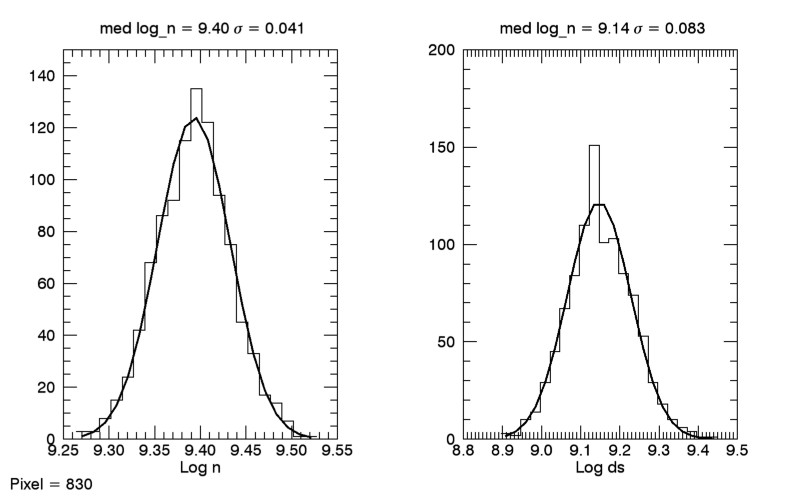 med log_n = 9.40 σ = 0.041
140
120
100
80
60
40
20
0
9.25 9.30 9.35 9.40 9.45 9.50 9.55
Log n
med log_n = 9.14 σ = 0.083
200
150
100
50
0
8.8 8.9 9.0 9.1 9.2 9.3 9.4 9.5
Log ds
Pixel = 830